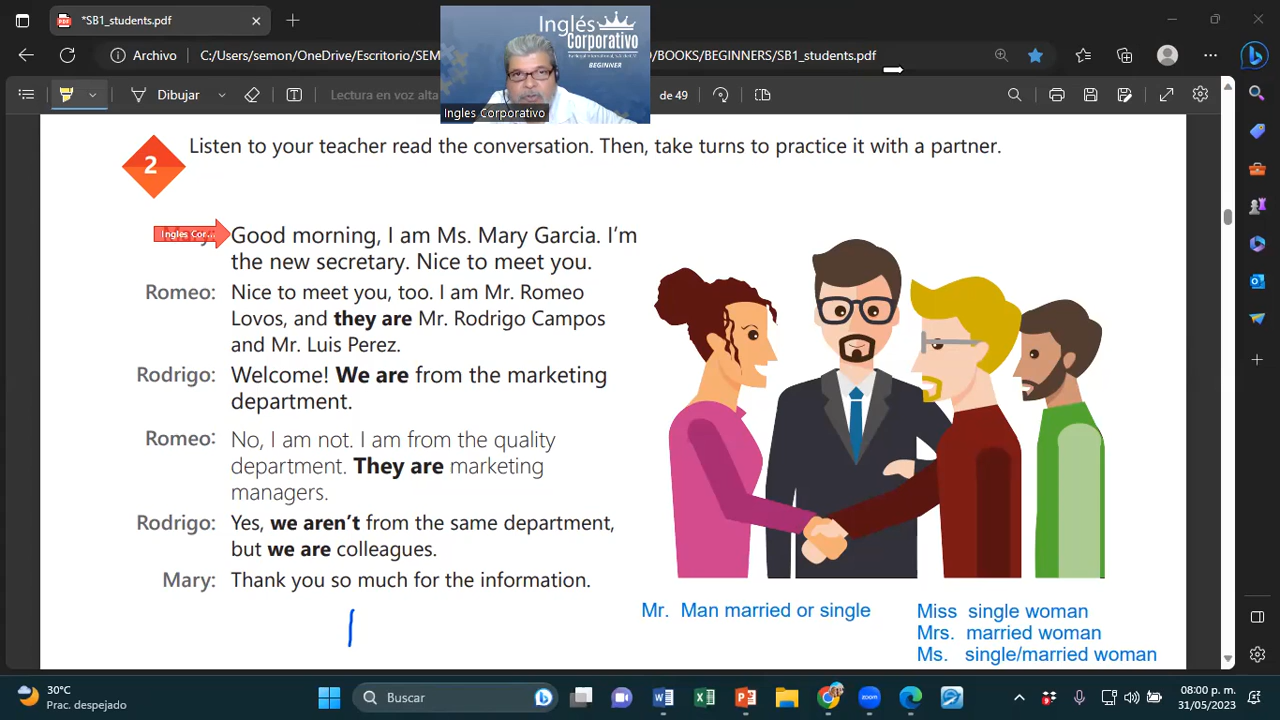 *SB1_students.pdf
Archivo
C:/Users/semon/OneDrive/Escritorio/SEM
/BOOKS/BEGINNERS/SB1_students.pdf
Inglés
Corporativo
BEGINNER
Ingles Corporativo
Dibujar
Lectura en voz alta
de 49
2
Listen to your teacher read the conversation. Then, take turns to practice it with a partner.
Ingles Cor...
Good morning, I am Ms. Mary Garcia. I’m
the new secretary. Nice to meet you.
Romeo: Nice to meet you, too. I am Mr. Romeo
Lovos, and they are Mr. Rodrigo Campos
and Mr. Luis Perez.
Rodrigo: Welcome! We are from the marketing
department.
Romeo: No, I am not. I am from the quality
department. They are marketing
managers.
Rodrigo: Yes, we aren’t from the same department,
but we are colleagues.
Mary: Thank you so much for the information.
Mr. Man married or single
Miss single woman
Mrs. married woman
Ms. single/married woman
30°C
Prac. despejado
Buscar
zoom
08:00 p. m.
31/05/2023